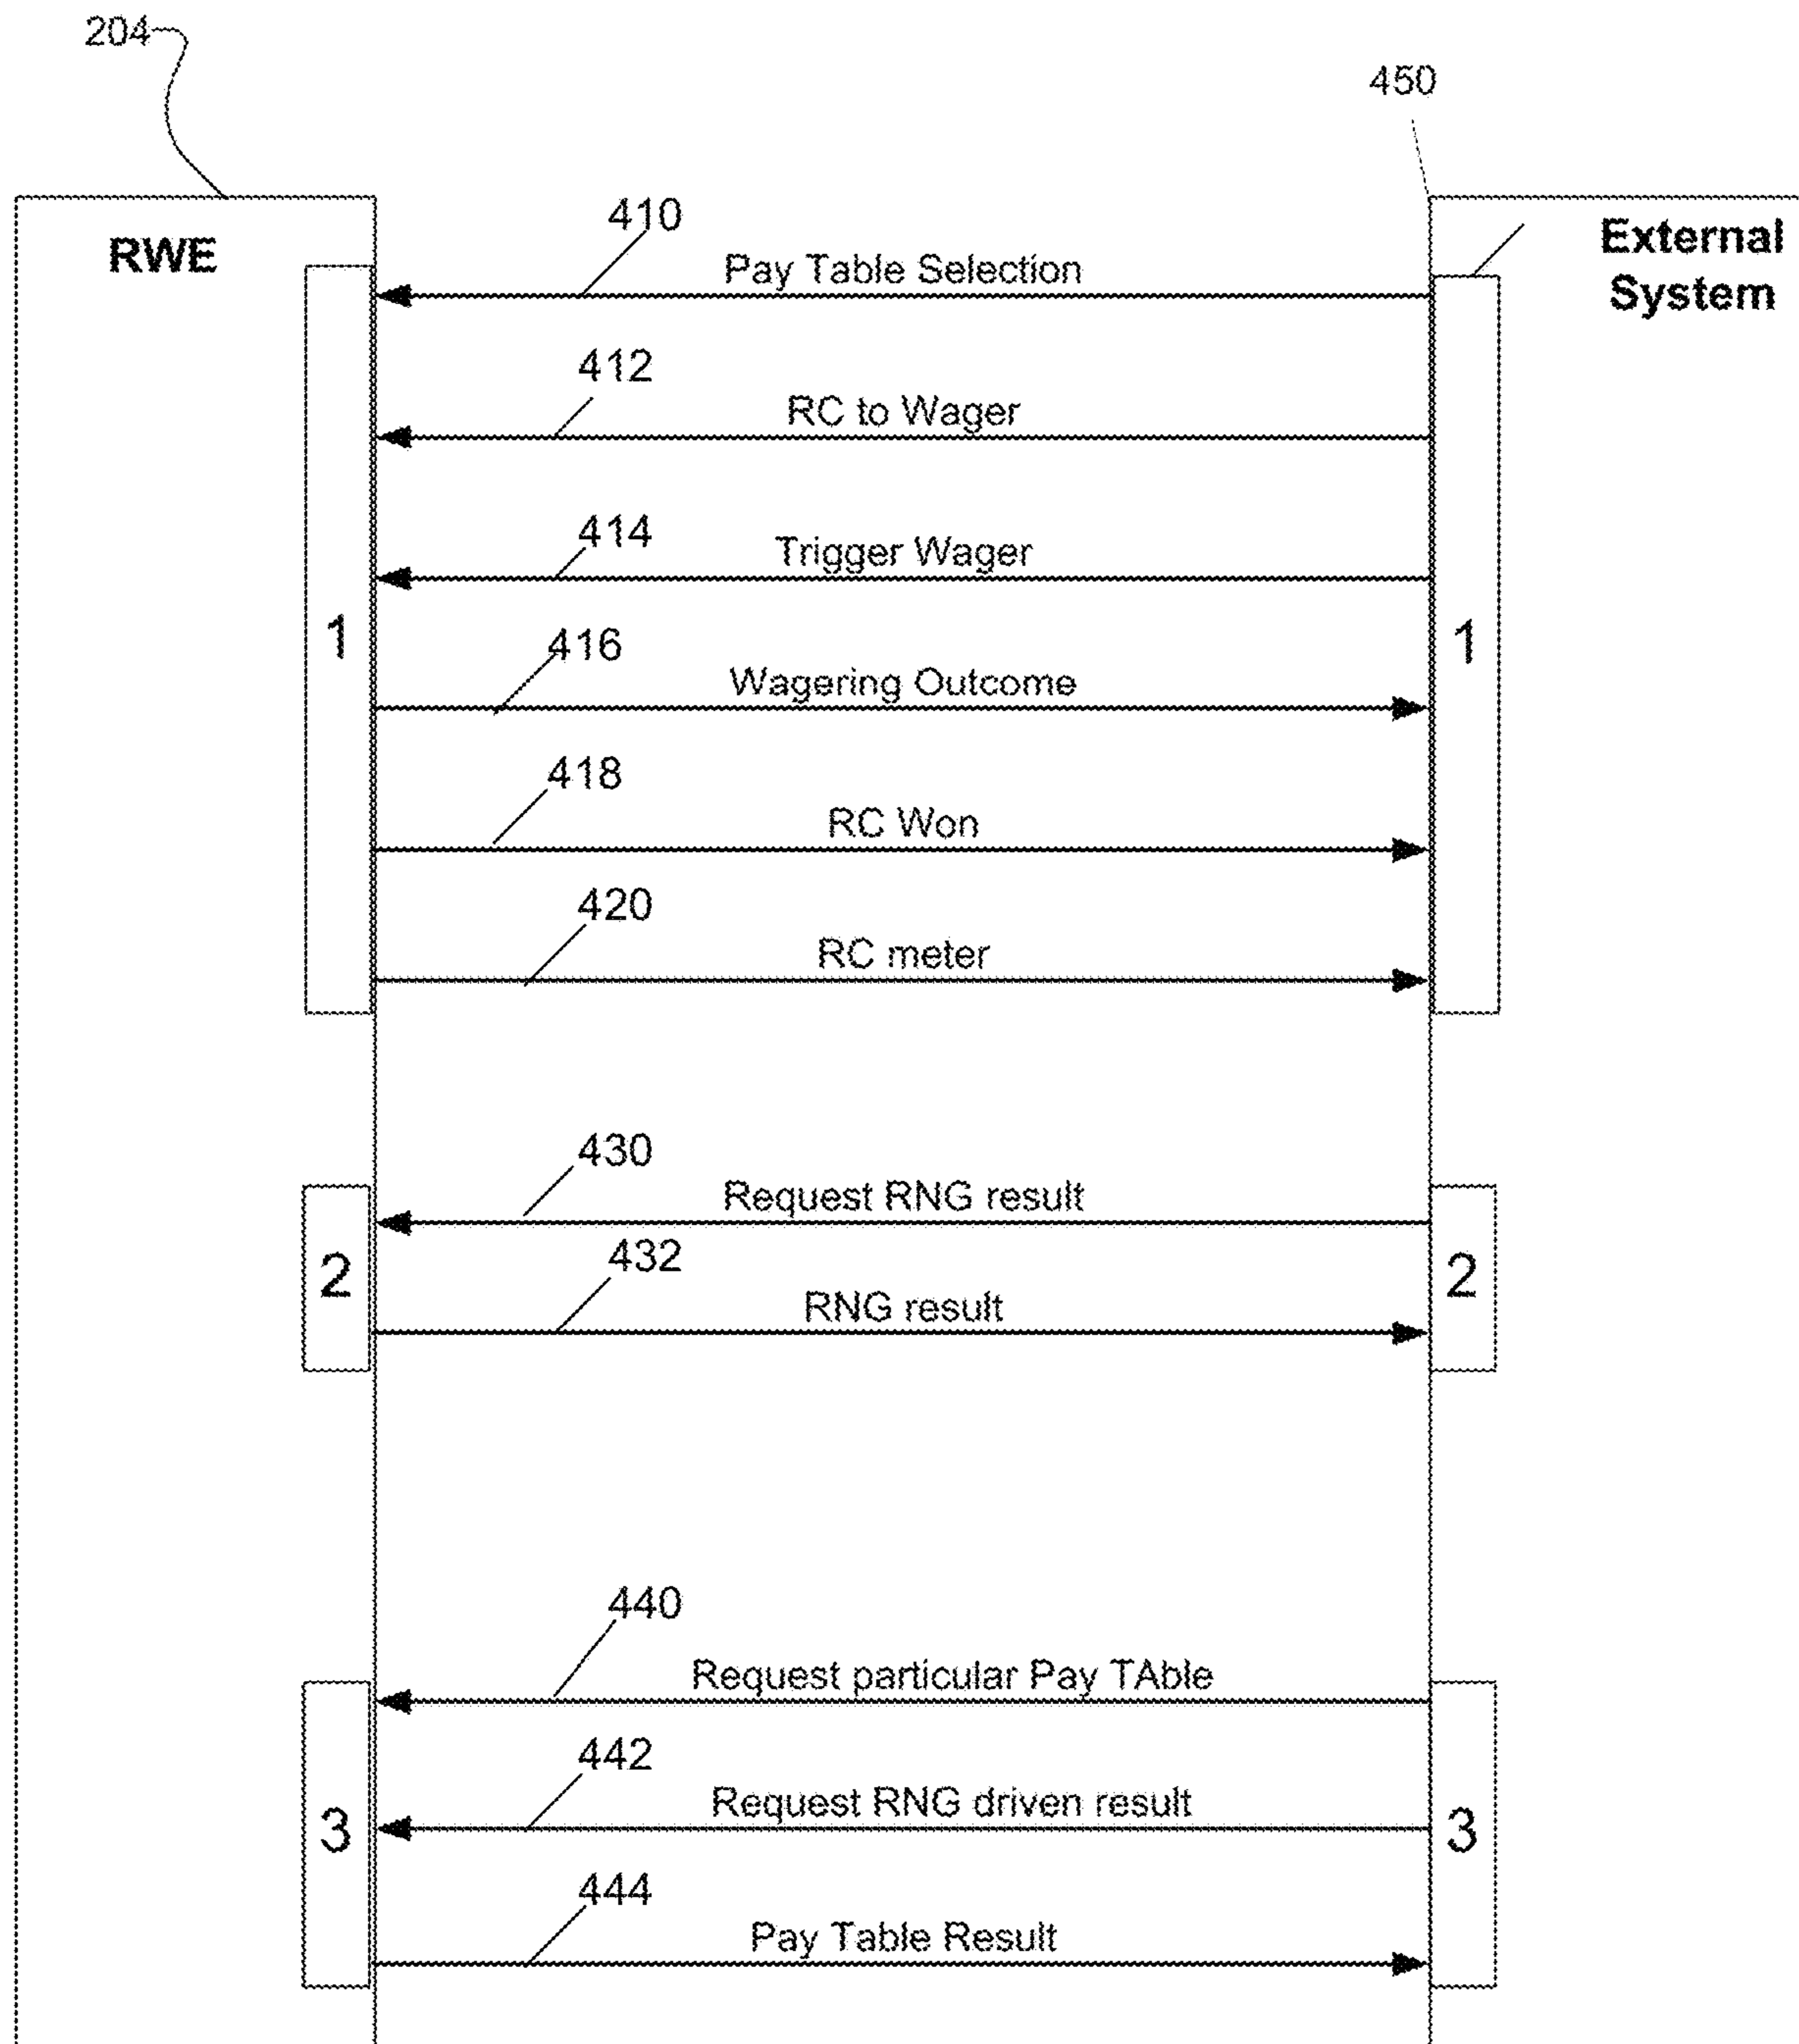 204
450
RWE
External
System
410
Pay Table Selection
412
RC to Wager
414
Trigger Wager
1
1
416
Wagering Outcome
418
RC Won
420
RC meter
430
Request RNG result
2
2
432
RNG result
440
Request particular Pay TAble
442
Request RNG driven result
3
3
444
Pay Table Result